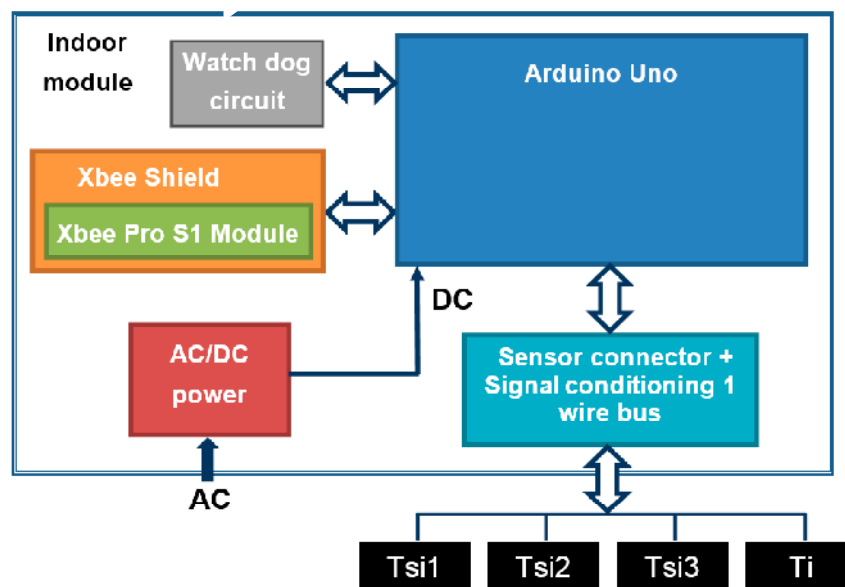 Indoor
module
Watch dog
circuit
Arduino Uno
Xbee Shield
Xbee Pro S1 Module
DC
AC/DC
power
Sensor connector +
Signal conditioning 1
wire bus
AC
Tsi1
Tsi2
Tsi3
Ti